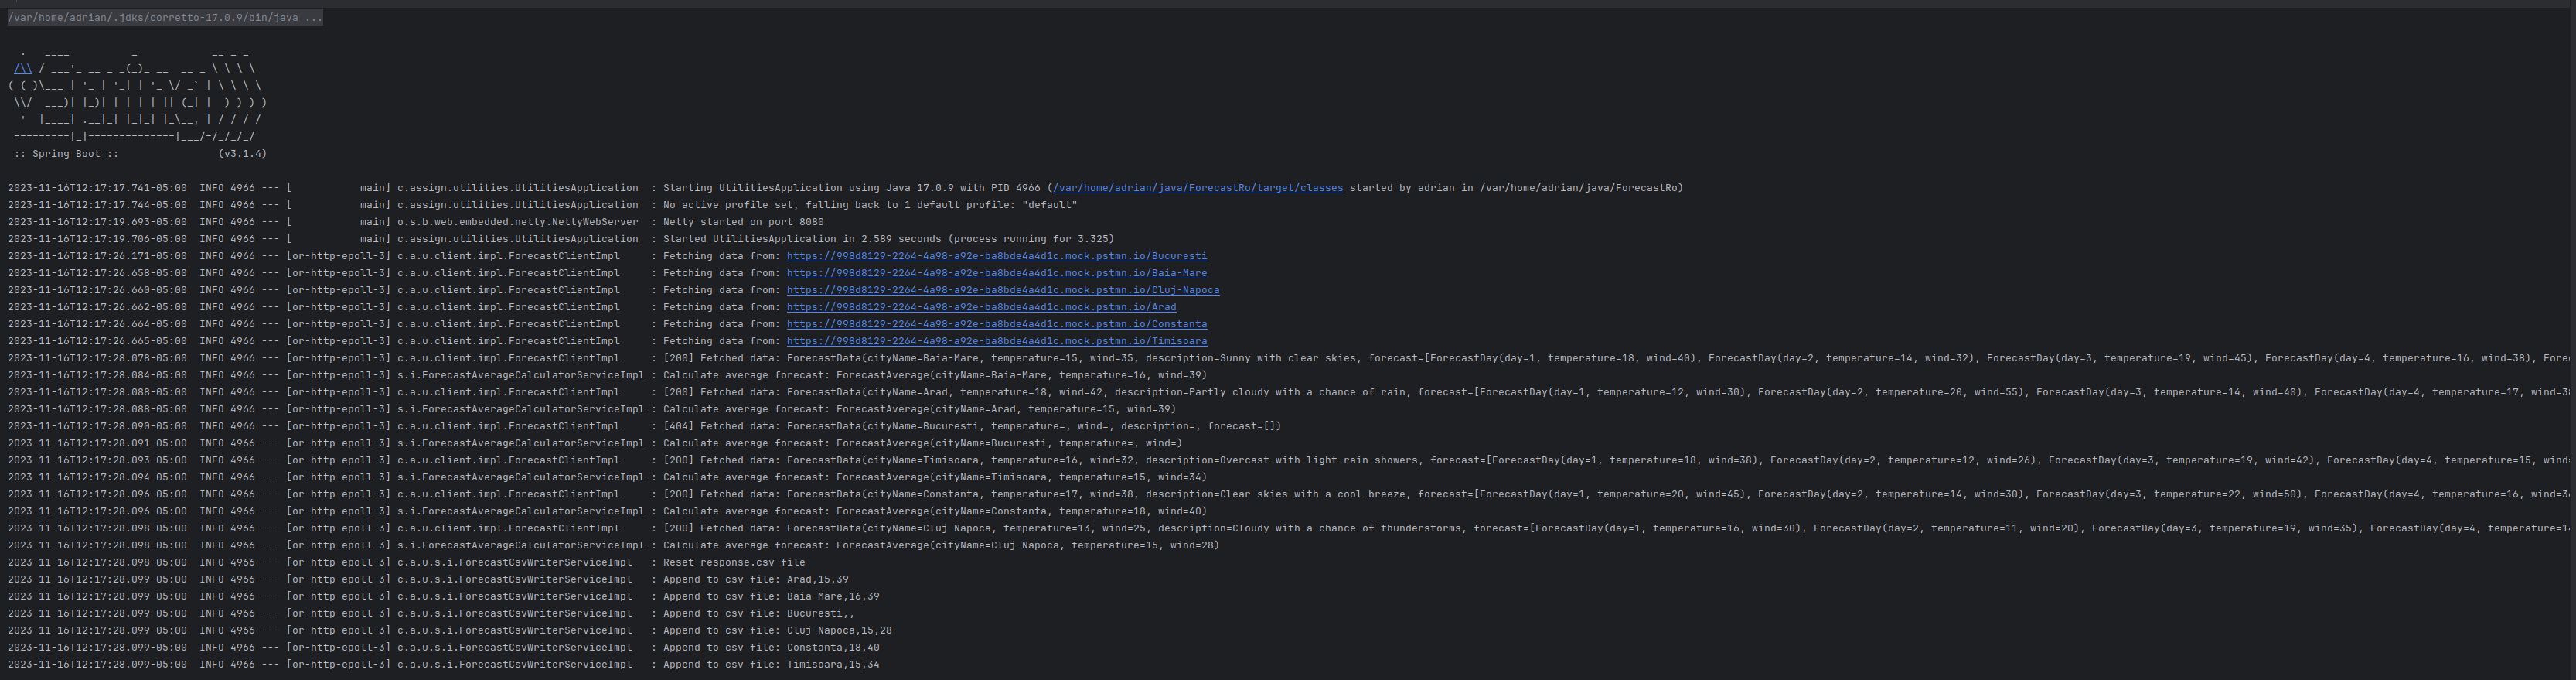 /var/home/adrian/.jdks/corretto-17.0.9/bin/java ...
  .   ____          _            __ _ _
 /\\ / ___'_ __ _ _(_)_ __  __ _ \ \ \ \
( ( )\___ | '_ | '_| | '_ \/ _` | \ \ \ \
 \\/  ___)| |_)| | | | | || (_| |  ) ) ) )
  '  |____| .__|_| |_|_| |_\__, | / / / /
 =========|_|==============|___/=/_/_/_/
 :: Spring Boot ::                (v3.1.4)
2023-11-16T12:17:17.741-05:00  INFO 4966 --- [           main] c.assign.utilities.UtilitiesApplication  : Starting UtilitiesApplication using Java 17.0.9 with PID 4966 (/var/home/adrian/java/ForecastRo/target/classes started by adrian in /var/home/adrian/java/ForecastRo)
2023-11-16T12:17:17.744-05:00  INFO 4966 --- [           main] c.assign.utilities.UtilitiesApplication  : No active profile set, falling back to 1 default profile: "default"
2023-11-16T12:17:19.693-05:00  INFO 4966 --- [           main] o.s.b.web.embedded.netty.NettyWebServer  : Netty started on port 8080
2023-11-16T12:17:19.706-05:00  INFO 4966 --- [           main] c.assign.utilities.UtilitiesApplication  : Started UtilitiesApplication in 2.589 seconds (process running for 3.325)
2023-11-16T12:17:26.171-05:00  INFO 4966 --- [or-http-epoll-3] c.a.u.client.impl.ForecastClientImpl     : Fetching data from: https://998d8129-2264-4a98-a92e-ba8bde4a4d1c.mock.pstmn.io/Bucuresti
2023-11-16T12:17:26.658-05:00  INFO 4966 --- [or-http-epoll-3] c.a.u.client.impl.ForecastClientImpl     : Fetching data from: https://998d8129-2264-4a98-a92e-ba8bde4a4d1c.mock.pstmn.io/Baia-Mare
2023-11-16T12:17:26.660-05:00  INFO 4966 --- [or-http-epoll-3] c.a.u.client.impl.ForecastClientImpl     : Fetching data from: https://998d8129-2264-4a98-a92e-ba8bde4a4d1c.mock.pstmn.io/Cluj-Napoca
2023-11-16T12:17:26.662-05:00  INFO 4966 --- [or-http-epoll-3] c.a.u.client.impl.ForecastClientImpl     : Fetching data from: https://998d8129-2264-4a98-a92e-ba8bde4a4d1c.mock.pstmn.io/Arad
2023-11-16T12:17:26.664-05:00  INFO 4966 --- [or-http-epoll-3] c.a.u.client.impl.ForecastClientImpl     : Fetching data from: https://998d8129-2264-4a98-a92e-ba8bde4a4d1c.mock.pstmn.io/Constanta
2023-11-16T12:17:26.665-05:00  INFO 4966 --- [or-http-epoll-3] c.a.u.client.impl.ForecastClientImpl     : Fetching data from: https://998d8129-2264-4a98-a92e-ba8bde4a4d1c.mock.pstmn.io/Timisoara
2023-11-16T12:17:28.078-05:00  INFO 4966 --- [or-http-epoll-3] c.a.u.client.impl.ForecastClientImpl     : [200] Fetched data: ForecastData(cityName=Baia-Mare, temperature=15, wind=35, description=Sunny with clear skies, forecast=[ForecastDay(day=1, temperature=18, wind=40), ForecastDay(day=2, temperature=14, wind=32), ForecastDay(day=3, temperature=19, wind=45), ForecastDay(day=4, temperature=16, wind=38), Fore
2023-11-16T12:17:28.084-05:00  INFO 4966 --- [or-http-epoll-3] s.i.ForecastAverageCalculatorServiceImpl : Calculate average forecast: ForecastAverage(cityName=Baia-Mare, temperature=16, wind=39)
2023-11-16T12:17:28.088-05:00  INFO 4966 --- [or-http-epoll-3] c.a.u.client.impl.ForecastClientImpl     : [200] Fetched data: ForecastData(cityName=Arad, temperature=18, wind=42, description=Partly cloudy with a chance of rain, forecast=[ForecastDay(day=1, temperature=12, wind=30), ForecastDay(day=2, temperature=20, wind=55), ForecastDay(day=3, temperature=14, wind=40), ForecastDay(day=4, temperature=17, wind=38
2023-11-16T12:17:28.088-05:00  INFO 4966 --- [or-http-epoll-3] s.i.ForecastAverageCalculatorServiceImpl : Calculate average forecast: ForecastAverage(cityName=Arad, temperature=15, wind=39)
2023-11-16T12:17:28.090-05:00  INFO 4966 --- [or-http-epoll-3] c.a.u.client.impl.ForecastClientImpl     : [404] Fetched data: ForecastData(cityName=Bucuresti, temperature=, wind=, description=, forecast=[])
2023-11-16T12:17:28.091-05:00  INFO 4966 --- [or-http-epoll-3] s.i.ForecastAverageCalculatorServiceImpl : Calculate average forecast: ForecastAverage(cityName=Bucuresti, temperature=, wind=)
2023-11-16T12:17:28.093-05:00  INFO 4966 --- [or-http-epoll-3] c.a.u.client.impl.ForecastClientImpl     : [200] Fetched data: ForecastData(cityName=Timisoara, temperature=16, wind=32, description=Overcast with light rain showers, forecast=[ForecastDay(day=1, temperature=18, wind=38), ForecastDay(day=2, temperature=12, wind=26), ForecastDay(day=3, temperature=19, wind=42), ForecastDay(day=4, temperature=15, wind=
2023-11-16T12:17:28.094-05:00  INFO 4966 --- [or-http-epoll-3] s.i.ForecastAverageCalculatorServiceImpl : Calculate average forecast: ForecastAverage(cityName=Timisoara, temperature=15, wind=34)
2023-11-16T12:17:28.096-05:00  INFO 4966 --- [or-http-epoll-3] c.a.u.client.impl.ForecastClientImpl     : [200] Fetched data: ForecastData(cityName=Constanta, temperature=17, wind=38, description=Clear skies with a cool breeze, forecast=[ForecastDay(day=1, temperature=20, wind=45), ForecastDay(day=2, temperature=14, wind=30), ForecastDay(day=3, temperature=22, wind=50), ForecastDay(day=4, temperature=16, wind=36
2023-11-16T12:17:28.096-05:00  INFO 4966 --- [or-http-epoll-3] s.i.ForecastAverageCalculatorServiceImpl : Calculate average forecast: ForecastAverage(cityName=Constanta, temperature=18, wind=40)
2023-11-16T12:17:28.098-05:00  INFO 4966 --- [or-http-epoll-3] c.a.u.client.impl.ForecastClientImpl     : [200] Fetched data: ForecastData(cityName=Cluj-Napoca, temperature=13, wind=25, description=Cloudy with a chance of thunderstorms, forecast=[ForecastDay(day=1, temperature=16, wind=30), ForecastDay(day=2, temperature=11, wind=20), ForecastDay(day=3, temperature=19, wind=35), ForecastDay(day=4, temperature=14
2023-11-16T12:17:28.098-05:00  INFO 4966 --- [or-http-epoll-3] s.i.ForecastAverageCalculatorServiceImpl : Calculate average forecast: ForecastAverage(cityName=Cluj-Napoca, temperature=15, wind=28)
2023-11-16T12:17:28.098-05:00  INFO 4966 --- [or-http-epoll-3] c.a.u.s.i.ForecastCsvWriterServiceImpl   : Reset response.csv file
2023-11-16T12:17:28.099-05:00  INFO 4966 --- [or-http-epoll-3] c.a.u.s.i.ForecastCsvWriterServiceImpl   : Append to csv file: Arad,15,39
2023-11-16T12:17:28.099-05:00  INFO 4966 --- [or-http-epoll-3] c.a.u.s.i.ForecastCsvWriterServiceImpl   : Append to csv file: Baia-Mare,16,39
2023-11-16T12:17:28.099-05:00  INFO 4966 --- [or-http-epoll-3] c.a.u.s.i.ForecastCsvWriterServiceImpl   : Append to csv file: Bucuresti,,
2023-11-16T12:17:28.099-05:00  INFO 4966 --- [or-http-epoll-3] c.a.u.s.i.ForecastCsvWriterServiceImpl   : Append to csv file: Cluj-Napoca,15,28
2023-11-16T12:17:28.099-05:00  INFO 4966 --- [or-http-epoll-3] c.a.u.s.i.ForecastCsvWriterServiceImpl   : Append to csv file: Constanta,18,40
2023-11-16T12:17:28.099-05:00  INFO 4966 --- [or-http-epoll-3] c.a.u.s.i.ForecastCsvWriterServiceImpl   : Append to csv file: Timisoara,15,34